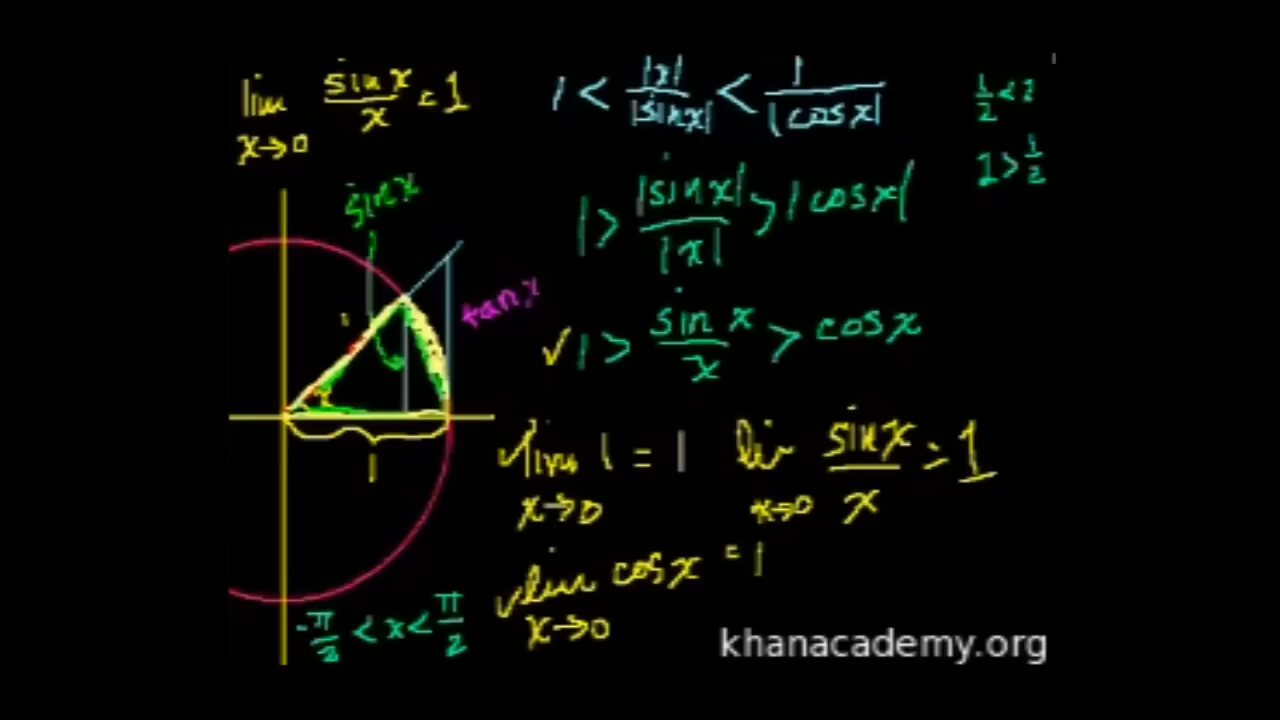 lim x→0 sin x / x = 1
1 < |x| / |sin x| < 1 / |cos x|
1/2 < 2
2 > 1/2
1 > |sin x| / |x| > |cos x|
sin x
tan x
1
x
✓ 1 > sin x / x > cos x
1
✓ lim x→0 1 = 1
lim x→0 sin x / x = 1
✓ lim x→0 cos x = 1
-π/2 < x < π/2
khanacademy.org